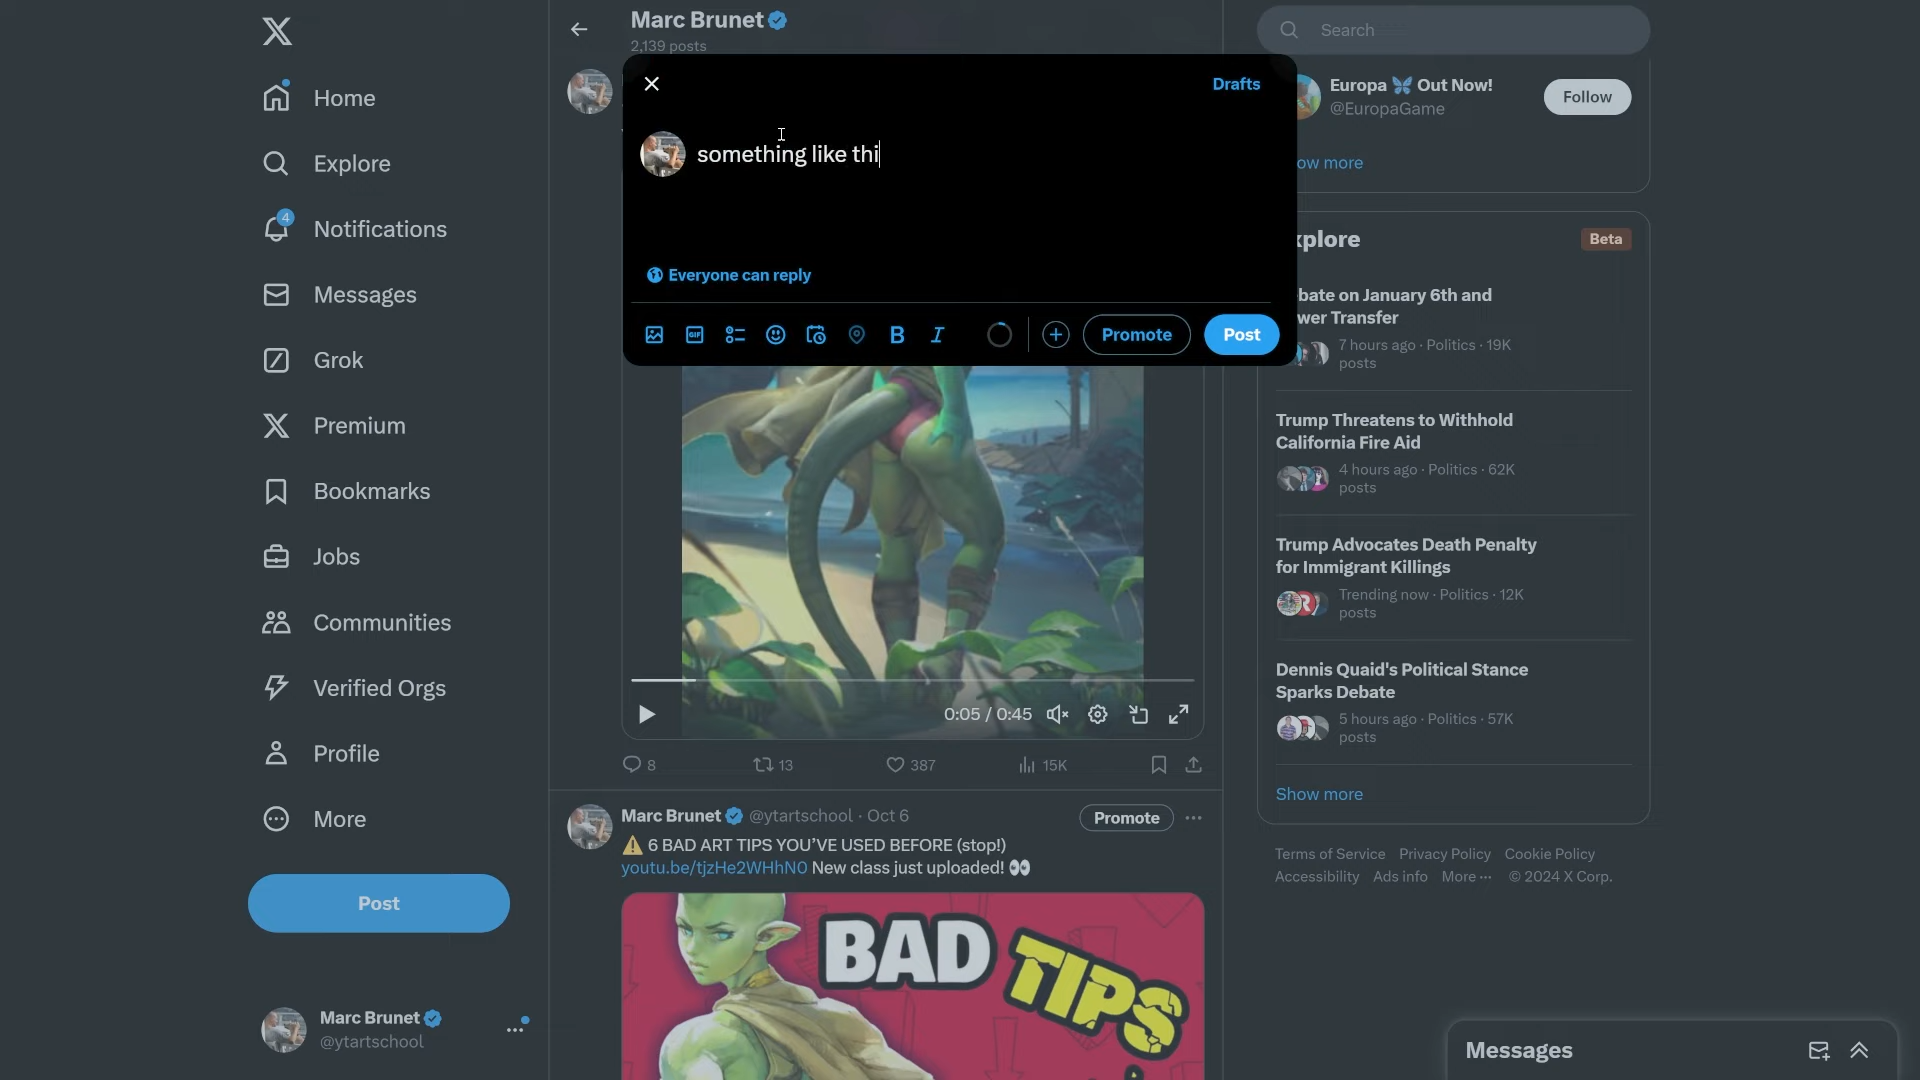 Home
Explore
4
Notifications
Messages
Grok
Premium
Bookmarks
Jobs
Communities
Verified Orgs
Profile
More
Post
Marc Brunet
@ytartschool
Marc Brunet
2,139 posts
Drafts
something like thi
Everyone can reply
GIF
B I
Promote
Post
0:05 / 0:45
8
13
387
15K
Marc Brunet @ytartschool · Oct 6
Promote
⚠️ 6 BAD ART TIPS YOU’VE USED BEFORE (stop!)
youtu.be/tjzHe2WHhN0 New class just uploaded! 👀
BAD
TIPS
Search
Europa 🦋 Out Now!
@EuropaGame
Follow
ow more
xplore
Beta
bate on January 6th and
wer Transfer
7 hours ago · Politics · 19K
posts
Trump Threatens to Withhold
California Fire Aid
4 hours ago · Politics · 62K
posts
Trump Advocates Death Penalty
for Immigrant Killings
Trending now · Politics · 12K
posts
Dennis Quaid's Political Stance
Sparks Debate
5 hours ago · Politics · 57K
posts
Show more
Terms of Service Privacy Policy Cookie Policy
Accessibility Ads info More ··· © 2024 X Corp.
Messages